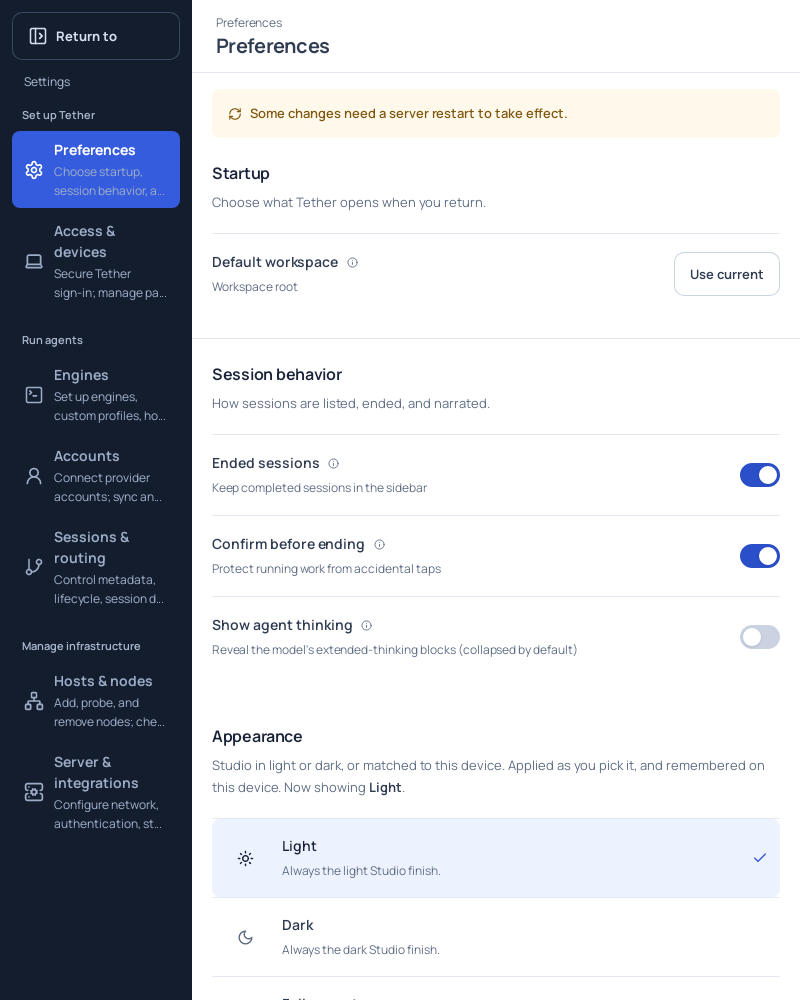 Return to
Settings
Set up Tether
Preferences
Choose startup,
session behavior, a...
Access &
devices
Secure Tether
sign-in; manage pa...
Run agents
Engines
Set up engines,
custom profiles, ho...
Accounts
Connect provider
accounts; sync an...
Sessions &
routing
Control metadata,
lifecycle, session d...
Manage infrastructure
Hosts & nodes
Add, probe, and
remove nodes; che...
Server &
integrations
Configure network,
authentication, st...
Preferences
Preferences
Some changes need a server restart to take effect.
Startup
Choose what Tether opens when you return.
Default workspace
Workspace root
Use current
Session behavior
How sessions are listed, ended, and narrated.
Ended sessions
Keep completed sessions in the sidebar
Confirm before ending
Protect running work from accidental taps
Show agent thinking
Reveal the model's extended-thinking blocks (collapsed by default)
Appearance
Studio in light or dark, or matched to this device. Applied as you pick it, and remembered on
this device. Now showing Light.
Light
Always the light Studio finish.
Dark
Always the dark Studio finish.